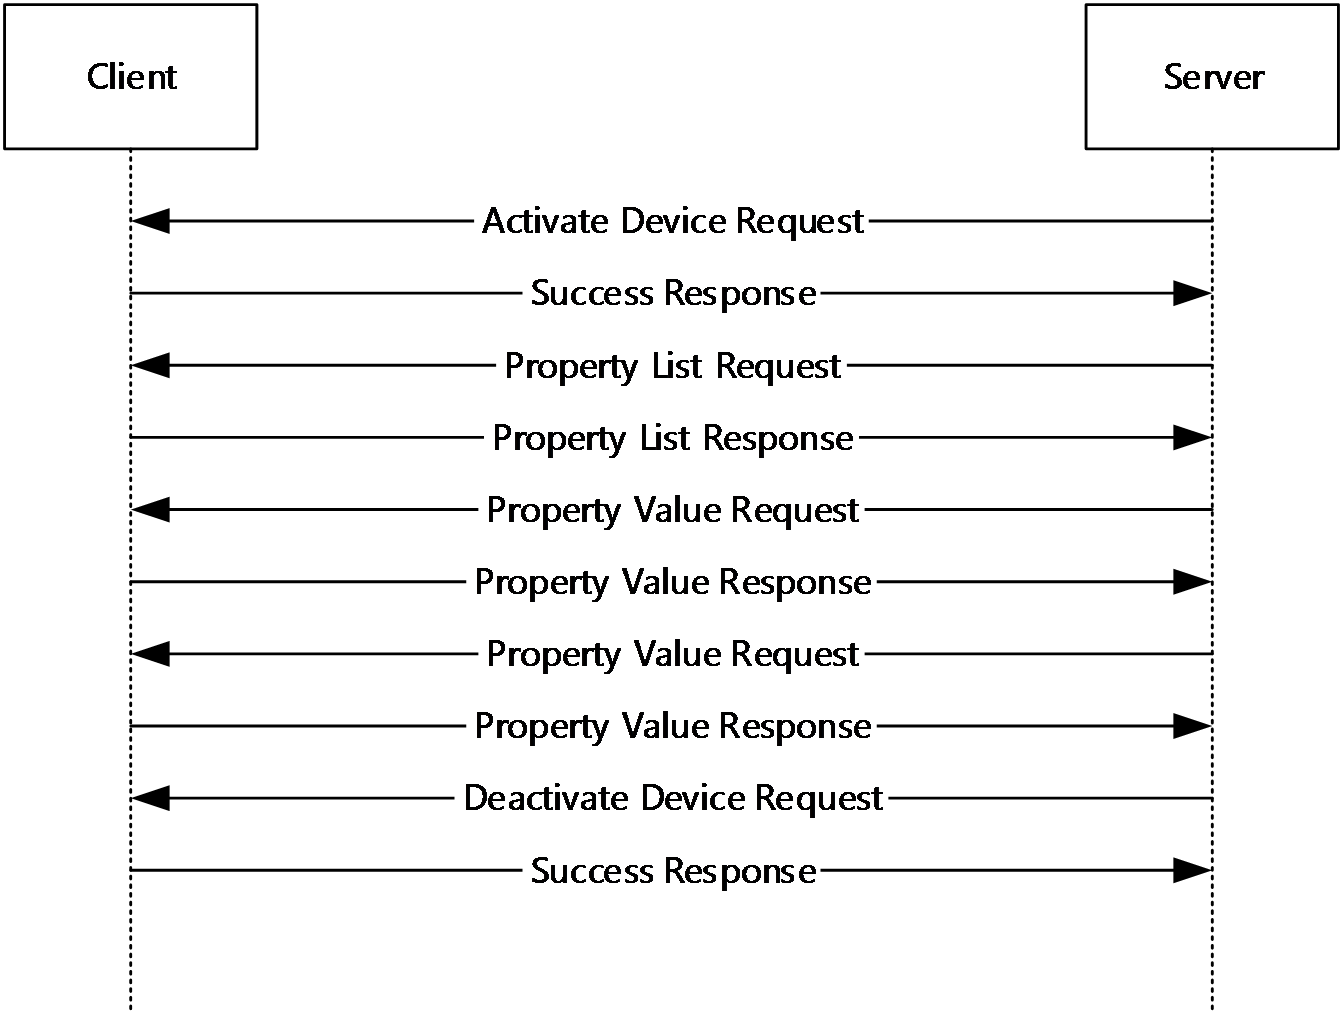 Client
Server
Activate Device Request
Success Response
Property List Request
Property List Response
Property Value Request
Property Value Response
Property Value Request
Property Value Response
Deactivate Device Request
Success Response